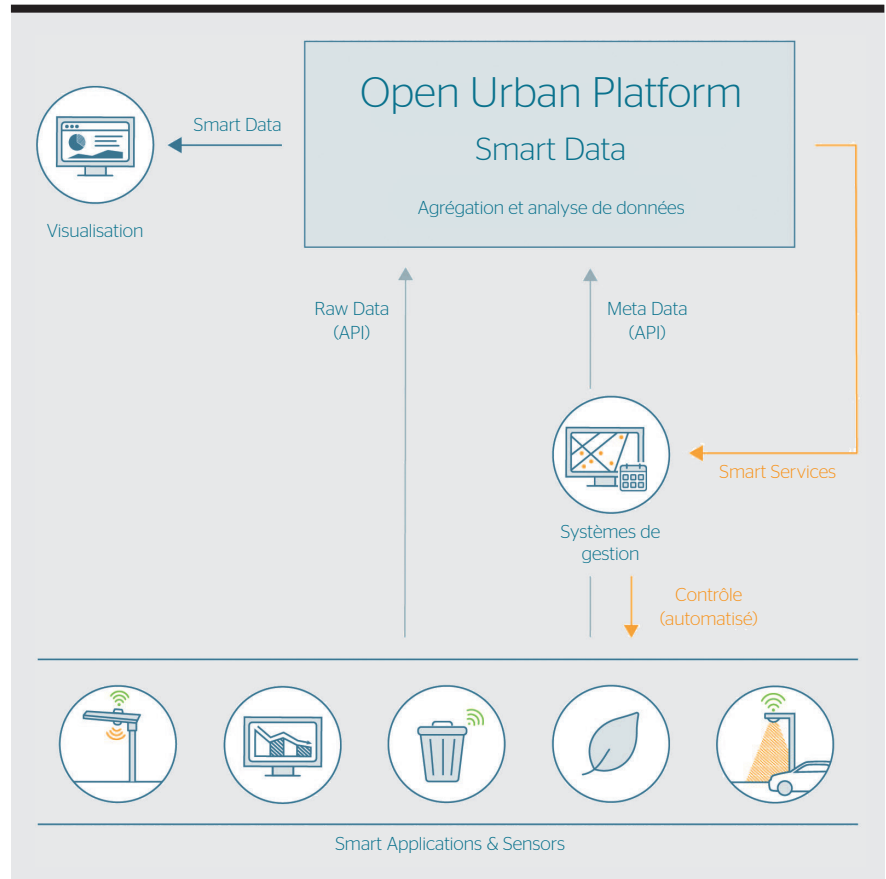 Open Urban Platform
Smart Data
Agrégation et analyse de données
Smart Data
Visualisation
Raw Data
(API)
Meta Data
(API)
Smart Services
Systèmes de
gestion
Contrôle
(automatisé)
Smart Applications & Sensors